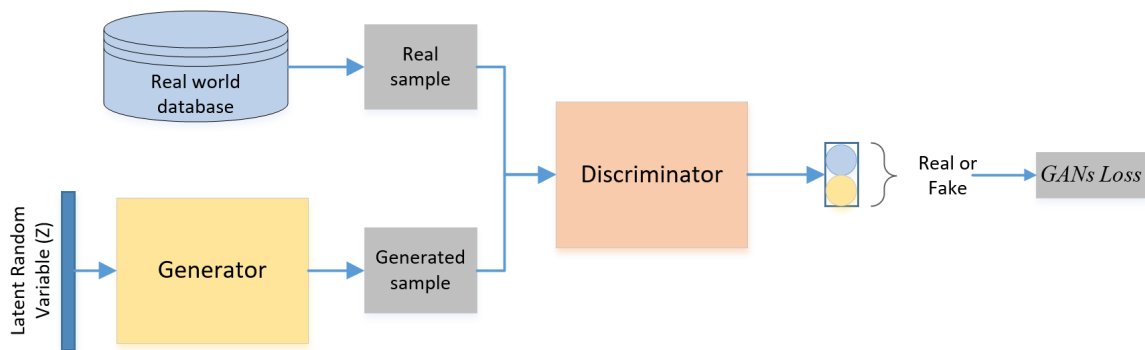 Real world
database
Real
sample
Latent Random
Variable (Z)
Generator
Generated
sample
Discriminator
Real or
Fake
GANs Loss